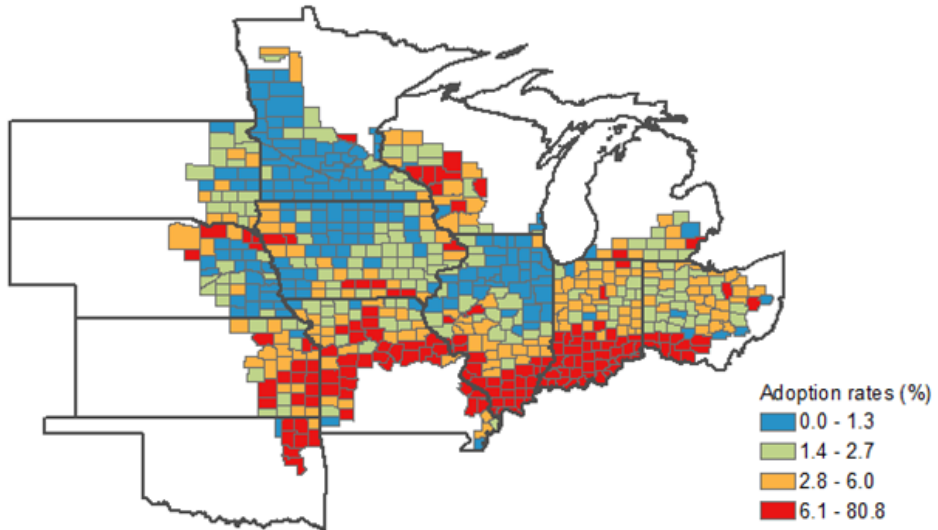 Adoption rates (%)
0.0 - 1.3
1.4 - 2.7
2.8 - 6.0
6.1 - 80.8